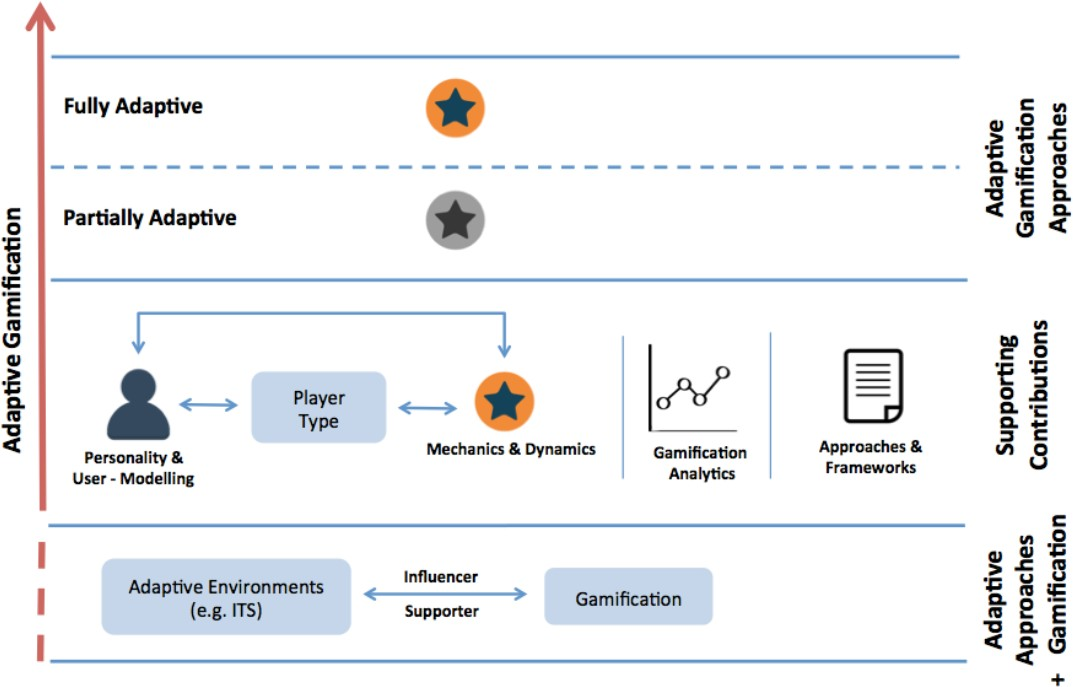 Adaptive Gamification
Fully Adaptive
Partially Adaptive
Adaptive
Gamification
Approaches
Player
Type
Personality &
User - Modelling
Mechanics & Dynamics
Gamification
Analytics
Approaches &
Frameworks
Supporting
Contributions
Adaptive Environments
(e.g. ITS)
Influencer
Supporter
Gamification
Adaptive
Approaches
+ Gamification